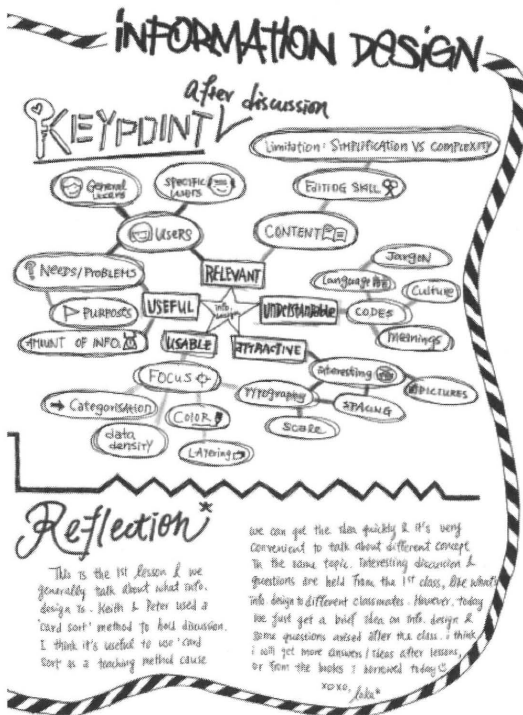 INFORMATION DESIGN
KEYPOINT
after discussion
Limitation: SIMPLIFICATION VS COMPLEXITY
General users
SPECIFIC USERS
EDITING SKILL
USERS
CONTENT
RELEVANT
Jargon
NEEDS/PROBLEMS
Language
Culture
PURPOSES
USEFUL
info. design
UNDERSTANDABLE
CODES
AMOUNT OF INFO.
USABLE
ATTRACTIVE
meanings
FOCUS
Interesting
Typography
PICTURES
Categorisation
COLOR
SPACING
SCALE
data density
LAYERING
Reflection*
This is the 1st lesson & we
generally talk about what info.
design is. Keith & Peter used a
'card sort' method to hold discussion.
I think it's useful to use 'card
sort' as a teaching method cause
we can get the idea quickly & it's very
convenient to talk about different concept
in the same topic. Interesting discussion &
questions are held from the 1st class, like what's
info. design to different classmates. However, today
we just get a brief idea on info. design &
some questions arised after the class. i think
i will get more answers / ideas after lessons,
or from the books i borrowed today
xoxo,